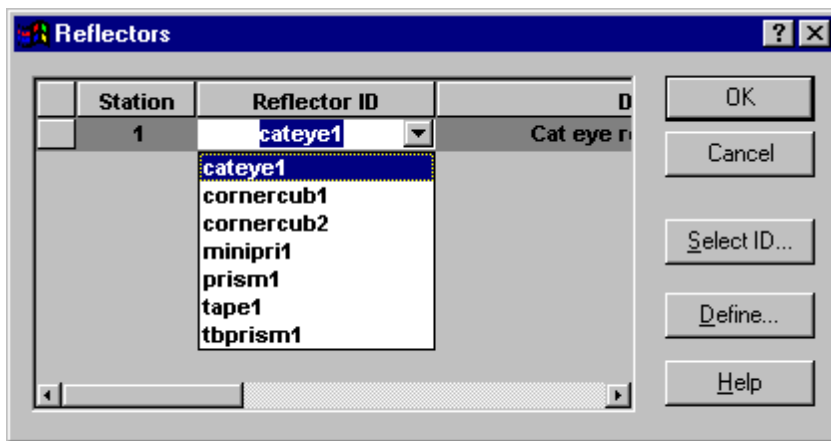 Reflectors
Station Reflector ID D
1 cateye1 Cat eye r
cateye1
cornercub1
cornercub2
minipri1
prism1
tape1
tbprism1
OK
Cancel
Select ID...
Define...
Help